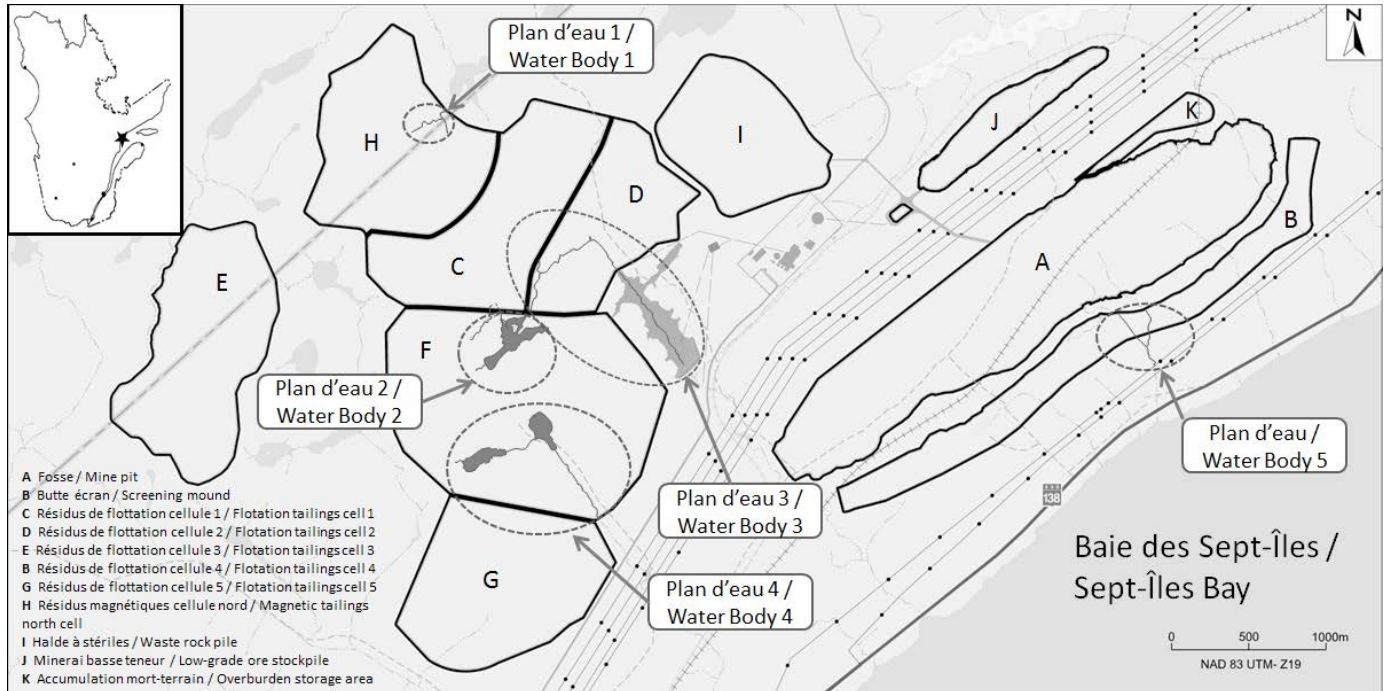 Plan d'eau 1 /
Water Body 1
N
H
I
J
K
D
B
C
A
E
F
Plan d'eau 2 /
Water Body 2
Plan d'eau /
Water Body 5
Plan d'eau 3 /
Water Body 3
138
Baie des Sept-Îles /
Sept-Îles Bay
G
Plan d'eau 4 /
Water Body 4
A Fosse / Mine pit
B Butte écran / Screening mound
C Résidus de flottation cellule 1 / Flotation tailings cell 1
D Résidus de flottation cellule 2 / Flotation tailings cell 2
E Résidus de flottation cellule 3 / Flotation tailings cell 3
B Résidus de flottation cellule 4 / Flotation tailings cell 4
G Résidus de flottation cellule 5 / Flotation tailings cell 5
H Résidus magnétiques cellule nord / Magnetic tailings
north cell
I Halde à stériles / Waste rock pile
J Minerai basse teneur / Low-grade ore stockpile
K Accumulation mort-terrain / Overburden storage area
0 500 1000m
NAD 83 UTM- Z19